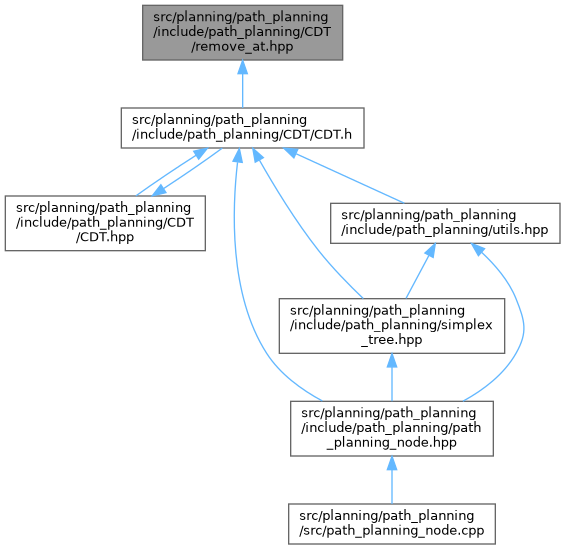 src/planning/path_planning
/include/path_planning/CDT
/remove_at.hpp
src/planning/path_planning
/include/path_planning/CDT/CDT.h
src/planning/path_planning
/include/path_planning/CDT
/CDT.hpp
src/planning/path_planning
/include/path_planning/utils.hpp
src/planning/path_planning
/include/path_planning/simplex
_tree.hpp
src/planning/path_planning
/include/path_planning/path
_planning_node.hpp
src/planning/path_planning
/src/path_planning_node.cpp